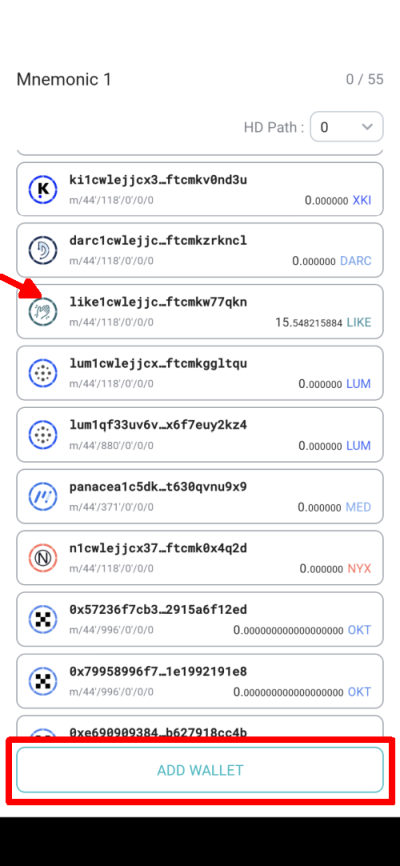 Mnemonic 1
0 / 55
HD Path :
0
ki1cwlejjcx3…ftcmkv0nd3u
m/44'/118'/0'/0/0
0.000000 XKI
darc1cwlejjc…ftcmkzrkncl
m/44'/118'/0'/0/0
0.000000 DARC
like1cwlejjc…ftcmkw77qkn
m/44'/118'/0'/0/0
15.548215884 LIKE
lum1cwlejjcx…ftcmkggltqu
m/44'/118'/0'/0/0
0.000000 LUM
lum1qf33uv6v…x6f7euy2kz4
m/44'/880'/0'/0/0
0.000000 LUM
panacea1c5dk…t630qvnu9x9
m/44'/371'/0'/0/0
0.000000 MED
n1cwlejjcx37…ftcmk0x4q2d
m/44'/118'/0'/0/0
0.000000 NYX
0x57236f7cb3…2915a6f12ed
m/44'/996'/0'/0/0
0.000000000000000000 OKT
0x79958996f7…1e1992191e8
m/44'/996'/0'/0/0
0.000000000000000000 OKT
0xe690909384…b627918cc4b
ADD WALLET